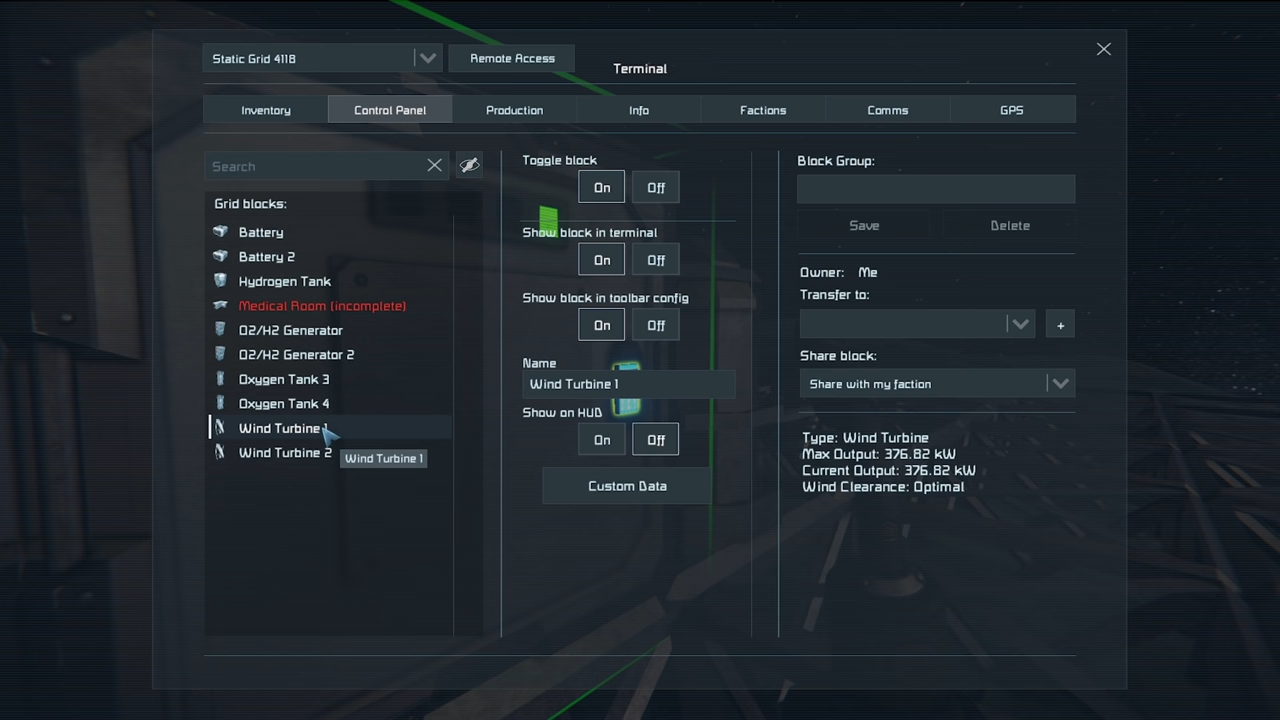 Static Grid 4118
Remote Access
Terminal
Inventory
Control Panel
Production
Info
Factions
Comms
GPS
Search
Grid blocks:
Battery
Battery 2
Hydrogen Tank
Medical Room (incomplete)
O2/H2 Generator
O2/H2 Generator 2
Oxygen Tank 3
Oxygen Tank 4
Wind Turbine 1
Wind Turbine 2
Wind Turbine 1
Toggle block
On
Off
Show block in terminal
On
Off
Show block in toolbar config
On
Off
Name
Wind Turbine 1
Show on HUD
On
Off
Custom Data
Block Group:
Save
Delete
Owner: Me
Transfer to:
+
Share block:
Share with my faction
Type: Wind Turbine
Max Output: 376.82 kW
Current Output: 376.82 kW
Wind Clearance: Optimal